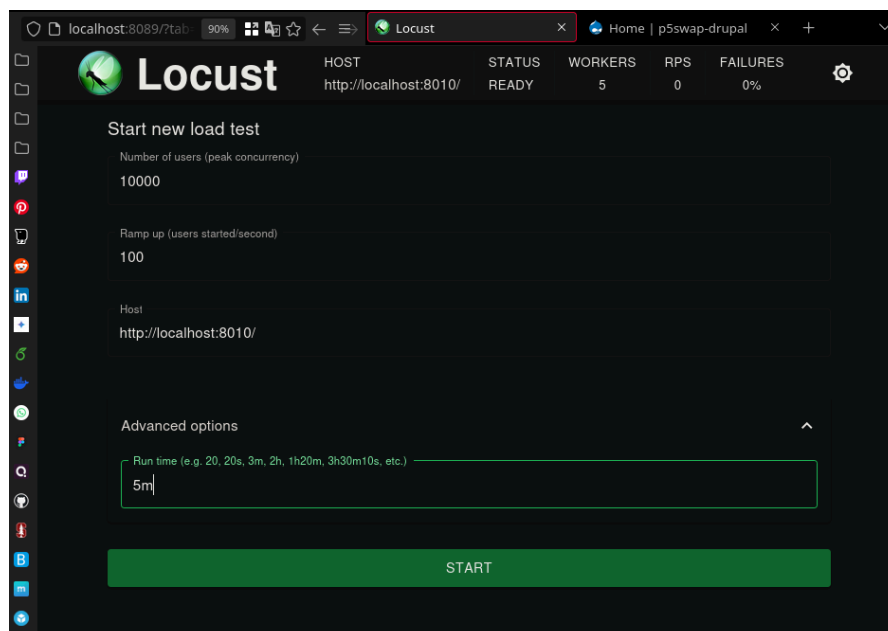 localhost:8089/?tab
90%
Locust
Home | p5swap-drupal
Locust
HOST
http://localhost:8010/
STATUS
READY
WORKERS
5
RPS
0
FAILURES
0%
Start new load test
Number of users (peak concurrency)
10000
Ramp up (users started/second)
100
Host
http://localhost:8010/
Advanced options
Run time (e.g. 20, 20s, 3m, 2h, 1h20m, 3h30m10s, etc.)
5m
START